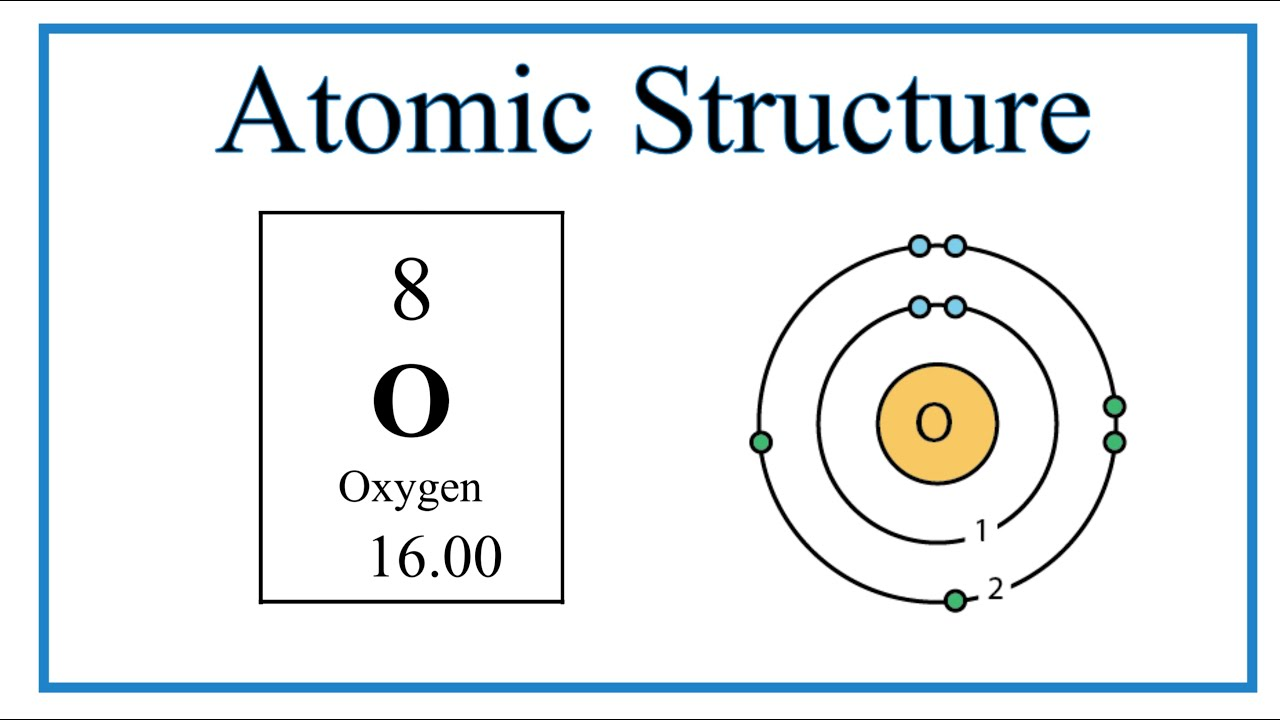 Atomic Structure
8
O
Oxygen
16.00
O
1
2